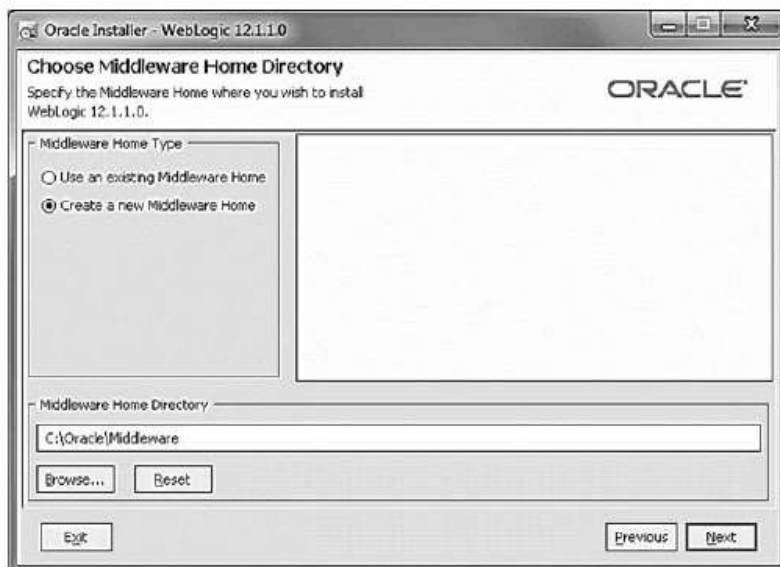 Oracle Installer - WebLogic 12.1.1.0
Choose Middleware Home Directory
Specify the Middleware Home where you wish to install
WebLogic 12.1.1.0.
ORACLE
Middleware Home Type
Use an existing Middleware Home
Create a new Middleware Home
Middleware Home Directory
C:\Oracle\Middleware
Browse...
Reset
Exit
Previous
Next